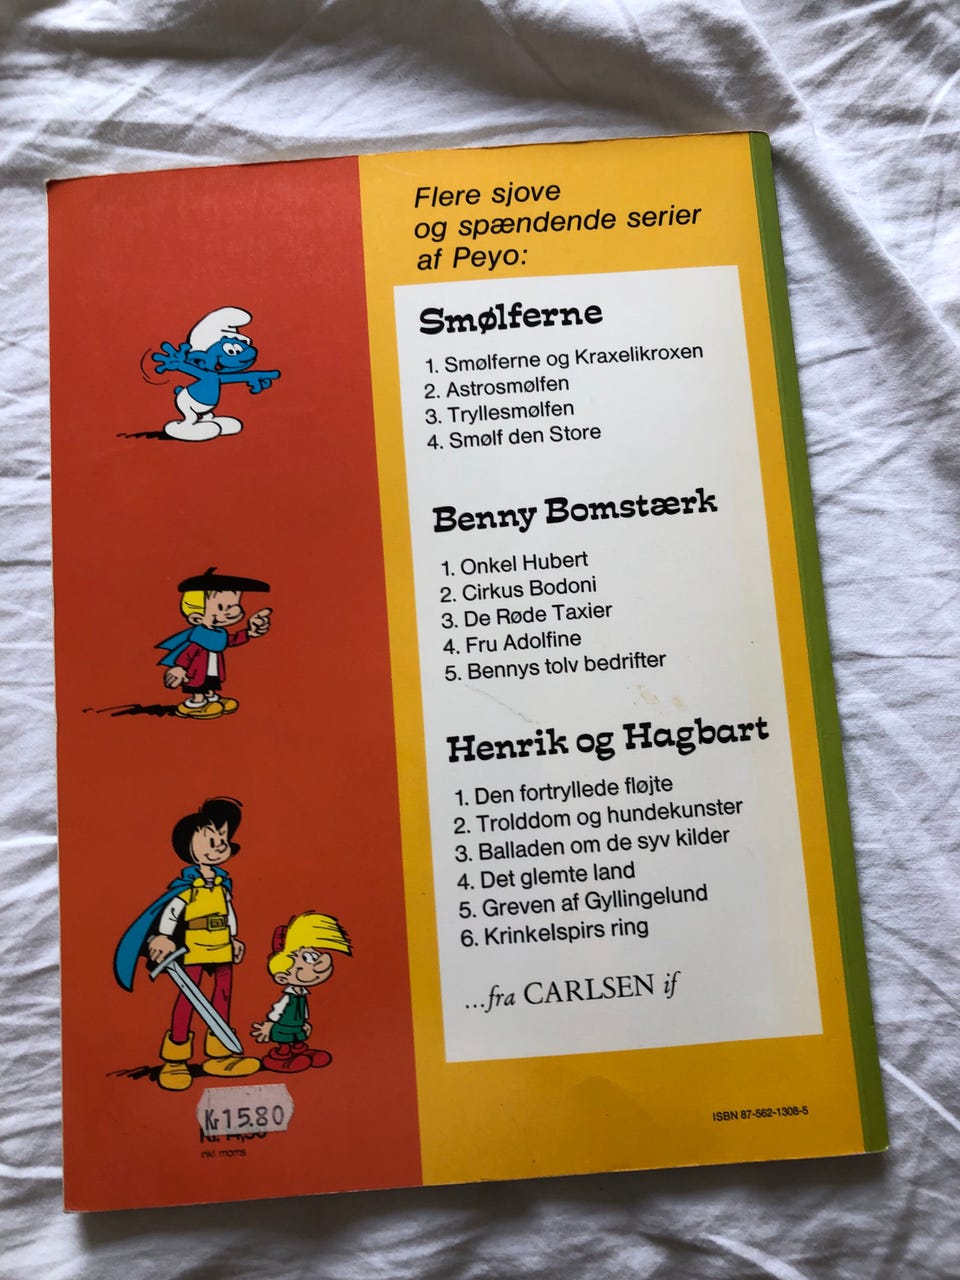 Flere sjove
og spændende serier
af Peyo:
Smølferne
1. Smølferne og Kraxelikroxen
2. Astrosmølfen
3. Tryllesmølfen
4. Smølf den Store
Benny Bomstærk
1. Onkel Hubert
2. Cirkus Bodoni
3. De Røde Taxier
4. Fru Adolfine
5. Bennys tolv bedrifter
Henrik og Hagbart
1. Den fortryllede fløjte
2. Trolddom og hundekunster
3. Balladen om de syv kilder
4. Det glemte land
5. Greven af Gyllingelund
6. Krinkelspirs ring
...fra CARLSEN if
Kr 15.80
inkl moms
ISBN 87-562-1308-5